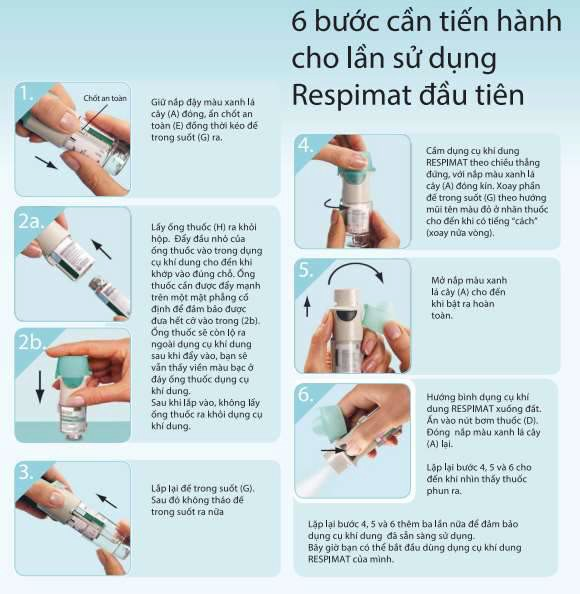 6 bước cần tiến hành
cho lần sử dụng
Respimat đầu tiên
1.
Chốt an toàn
Giữ nắp đậy màu xanh lá
cây (A) đóng, ấn chốt an
toàn (E) đồng thời kéo đế
trong suốt (G) ra.
2a.
Lấy ống thuốc (H) ra khỏi
hộp. Đẩy đầu nhỏ của
ống thuốc vào trong dụng
cụ khí dung cho đến khi
khớp vào đúng chỗ. Ống
thuốc cần được đẩy mạnh
trên một mặt phẳng cố
định để đảm bảo được
đưa hết cỡ vào trong (2b).
Ống thuốc sẽ còn lộ ra
ngoài dụng cụ khí dung
sau khi đẩy vào, bạn sẽ
vẫn thấy viền màu bạc ở
đáy ống thuốc dụng cụ
khí dung.
Sau khi lắp vào, không lấy
ống thuốc ra khỏi dụng cụ
khí dung.
2b.
3.
Lắp lại đế trong suốt (G).
Sau đó không tháo đế
trong suốt ra nữa
4.
Cầm dụng cụ khí dung
RESPIMAT theo chiều thẳng
đứng, với nắp màu xanh lá
cây (A) đóng kín. Xoay phần
đế trong suốt (G) theo hướng
mũi tên màu đỏ ở nhãn thuốc
cho đến khi có tiếng “cách”
(xoay nửa vòng).
5.
Mở nắp màu xanh
lá cây (A) cho đến
khi bật ra hoàn
toàn.
6.
Hướng bình dụng cụ khí
dung RESPIMAT xuống đất.
Ấn vào nút bơm thuốc (D).
Đóng nắp màu xanh lá cây
(A) lại.
Lặp lại bước 4, 5 và 6 cho
đến khi nhìn thấy thuốc
phun ra.
Lặp lại bước 4, 5 và 6 thêm ba lần nữa để đảm bảo
dụng cụ khí dung đã sẵn sàng sử dụng.
Bây giờ bạn có thể bắt đầu dùng dụng cụ khí dung
RESPIMAT của mình.